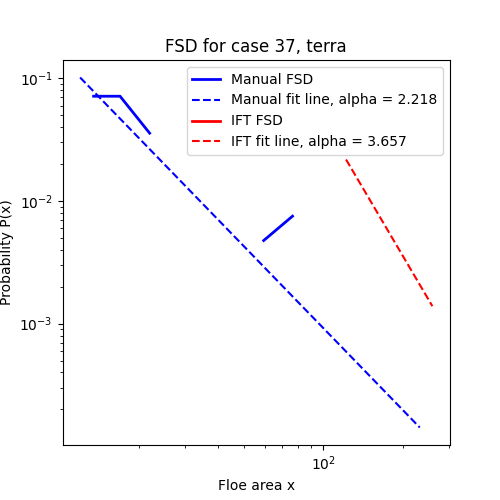 FSD for case 37, terra
Manual FSD
Manual fit line, alpha = 2.218
IFT FSD
IFT fit line, alpha = 3.657
Probability P(x)
10⁻¹
10⁻²
10⁻³
10²
Floe area x